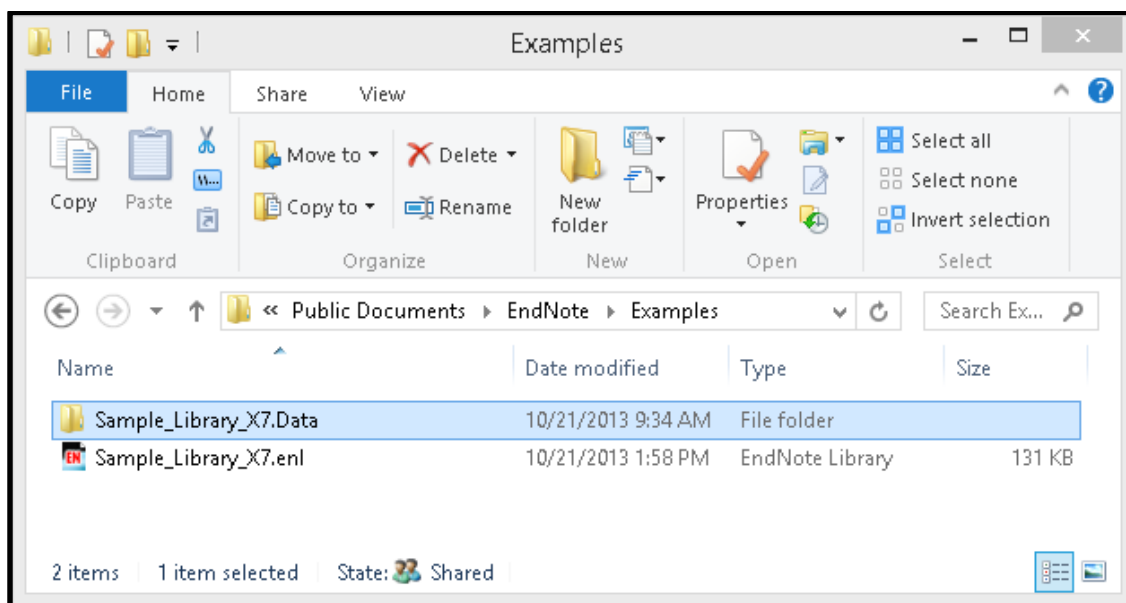 Examples
File Home Share View
Copy Paste Move to Copy to Delete Rename New folder Properties Select all Select none Invert selection
Clipboard Organize New Open Select
« Public Documents EndNote Examples Search Ex...
Name Date modified Type Size
Sample_Library_X7.Data 10/21/2013 9:34 AM File folder
EN Sample_Library_X7.enl 10/21/2013 1:58 PM EndNote Library 131 KB
2 items 1 item selected State: Shared